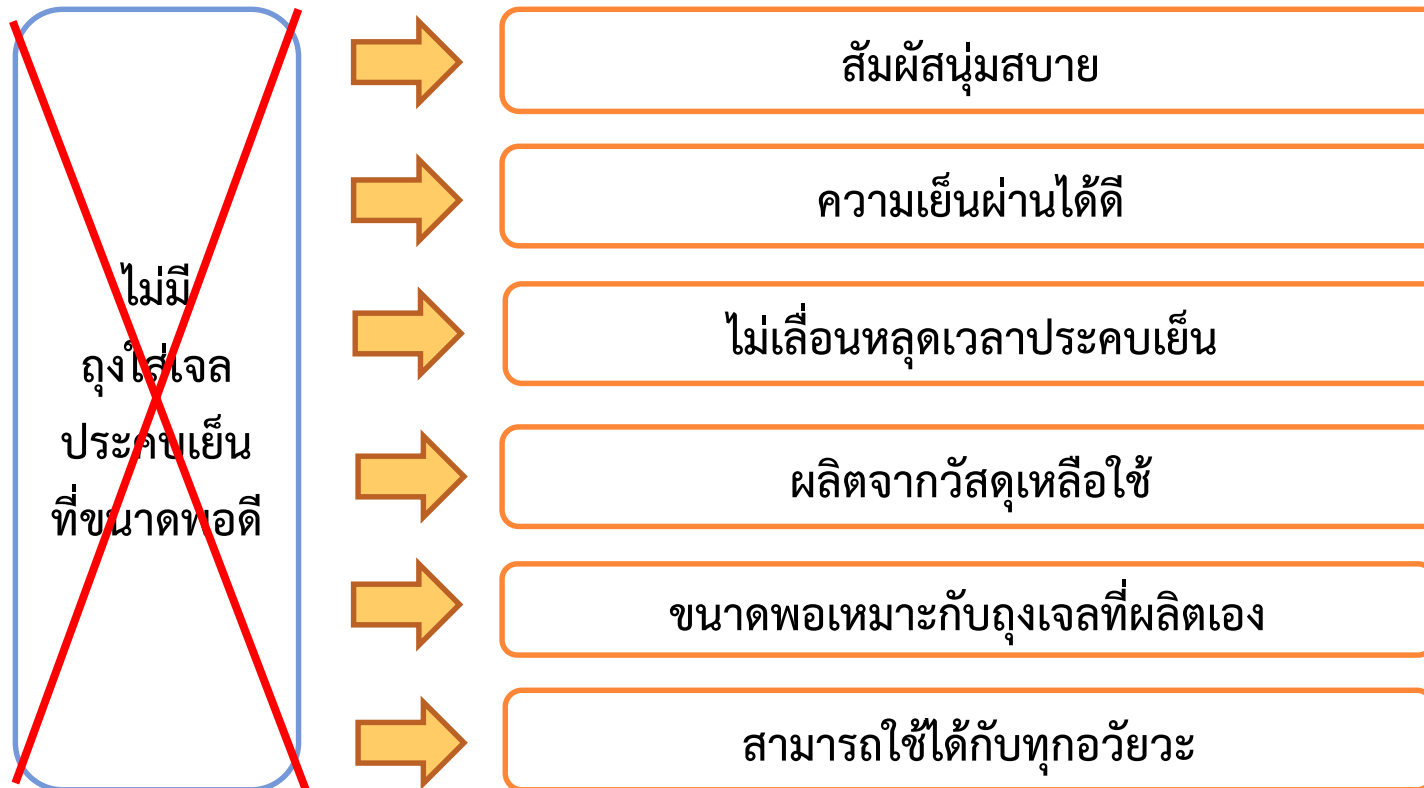 ไม่มี
ถุงใส่เจล
ประคบเย็น
ที่ขนาดพอดี
สัมผัสนุ่มสบาย
ความเย็นผ่านได้ดี
ไม่เลื่อนหลุดเวลาประคบเย็น
ผลิตจากวัสดุเหลือใช้
ขนาดพอเหมาะกับถุงเจลที่ผลิตเอง
สามารถใช้ได้กับทุกอวัยวะ